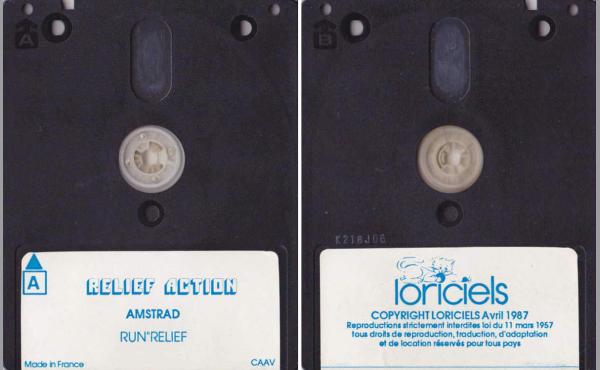 A
A
RELIEF ACTION
AMSTRAD
RUN"RELIEF
Made in France
CAAV
B
K218J06
loriciels
COPYRIGHT LORICIELS Avril 1987
Reproductions strictement interdites loi du 11 mars 1957
tous droits de reproduction, traduction, d'adaptation
et de location réservés pour tous pays